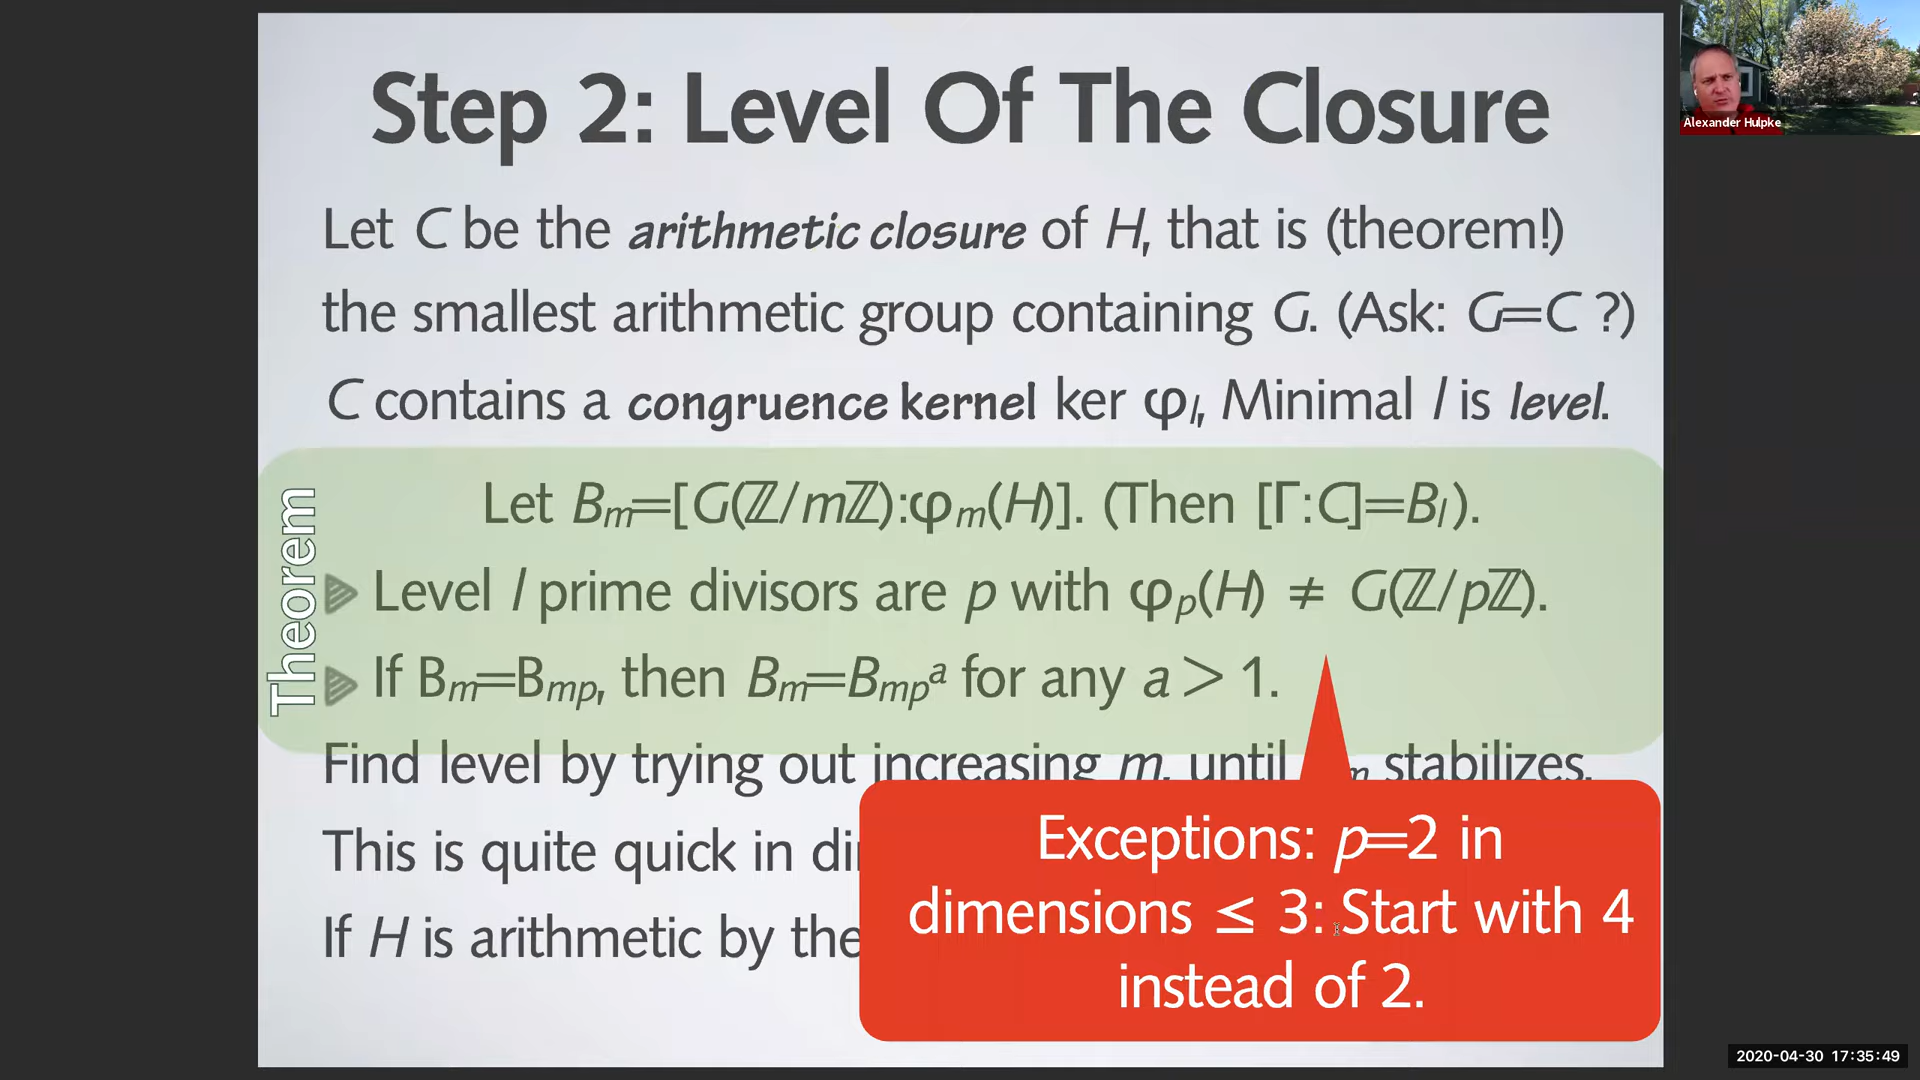 Step 2: Level Of The Closure
Let C be the arithmetic closure of H, that is (theorem!)
the smallest arithmetic group containing G. (Ask: G=C ?)
C contains a congruence kernel ker φₗ, Minimal l is level.
Theorem
Let Bₘ=[G(ℤ/mℤ):φₘ(H)]. (Then [Γ:C]=Bₗ).
Level l prime divisors are p with φₚ(H) ≠ G(ℤ/pℤ).
If Bₘ=Bₘₚ, then Bₘ=Bₘₚᵃ for any a > 1.
Find level by trying out increasing m, until stabilizes.
This is quite quick in
If H is arithmetic by
Exceptions: p=2 in
dimensions ≤ 3: Start with 4
instead of 2.
Alexander Hulpke
2020-04-30 17:35:49